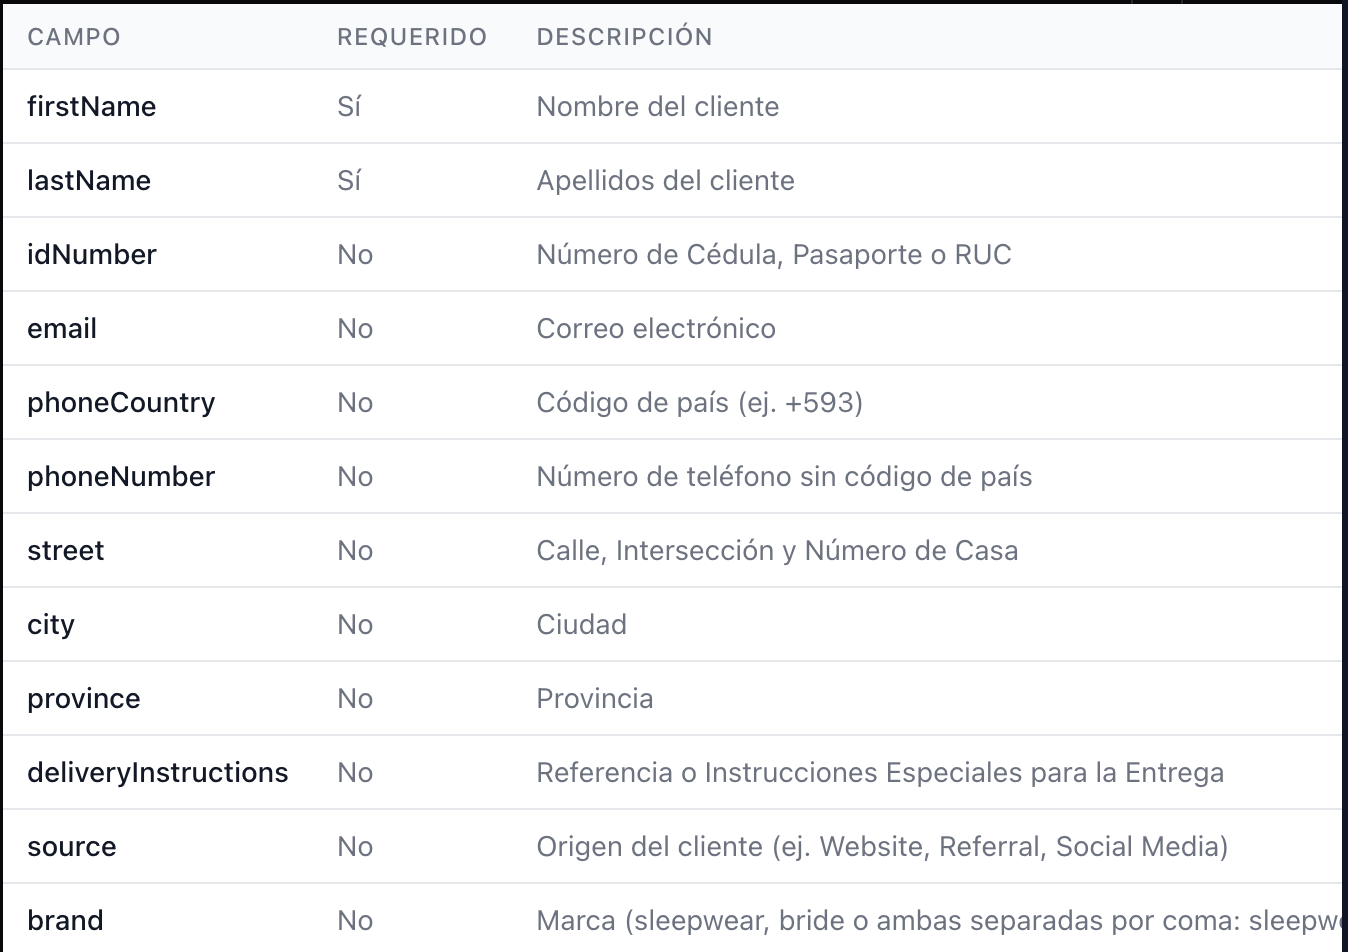 CAMPO REQUERIDO DESCRIPCIÓN
firstName Sí Nombre del cliente
lastName Sí Apellidos del cliente
idNumber No Número de Cédula, Pasaporte o RUC
email No Correo electrónico
phoneCountry No Código de país (ej. +593)
phoneNumber No Número de teléfono sin código de país
street No Calle, Intersección y Número de Casa
city No Ciudad
province No Provincia
deliveryInstructions No Referencia o Instrucciones Especiales para la Entrega
source No Origen del cliente (ej. Website, Referral, Social Media)
brand No Marca (sleepwear, bride o ambas separadas por coma: